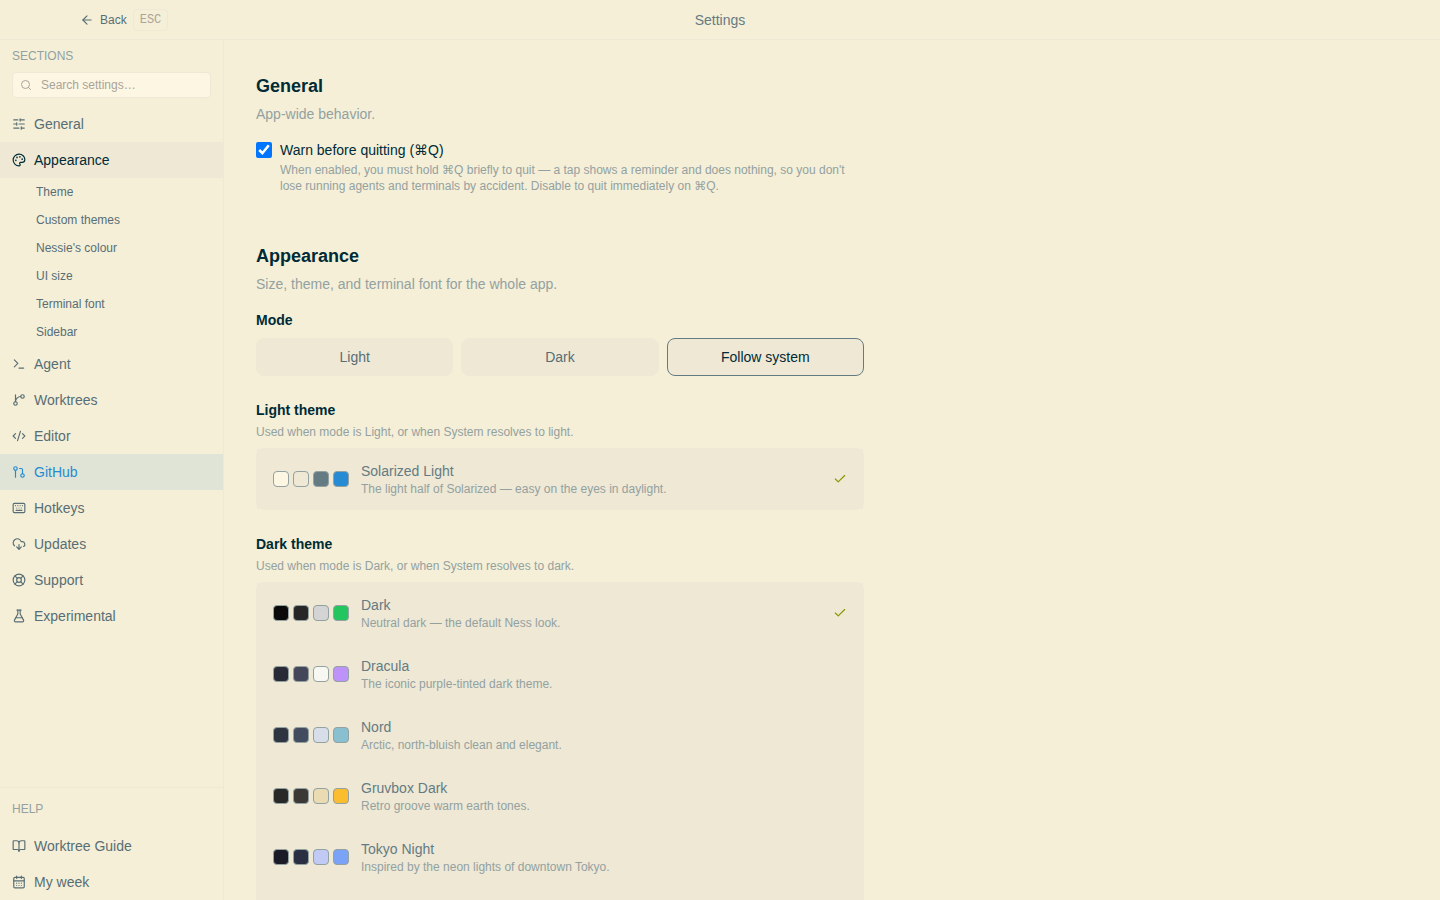 Back ESC
Settings
SECTIONS
Search settings…
General
Appearance
Theme
Custom themes
Nessie's colour
UI size
Terminal font
Sidebar
Agent
Worktrees
Editor
GitHub
Hotkeys
Updates
Support
Experimental
HELP
Worktree Guide
My week
General
App-wide behavior.
Warn before quitting (⌘Q)
When enabled, you must hold ⌘Q briefly to quit — a tap shows a reminder and does nothing, so you don't
lose running agents and terminals by accident. Disable to quit immediately on ⌘Q.
Appearance
Size, theme, and terminal font for the whole app.
Mode
Light
Dark
Follow system
Light theme
Used when mode is Light, or when System resolves to light.
Solarized Light
The light half of Solarized — easy on the eyes in daylight.
Dark theme
Used when mode is Dark, or when System resolves to dark.
Dark
Neutral dark — the default Ness look.
Dracula
The iconic purple-tinted dark theme.
Nord
Arctic, north-bluish clean and elegant.
Gruvbox Dark
Retro groove warm earth tones.
Tokyo Night
Inspired by the neon lights of downtown Tokyo.